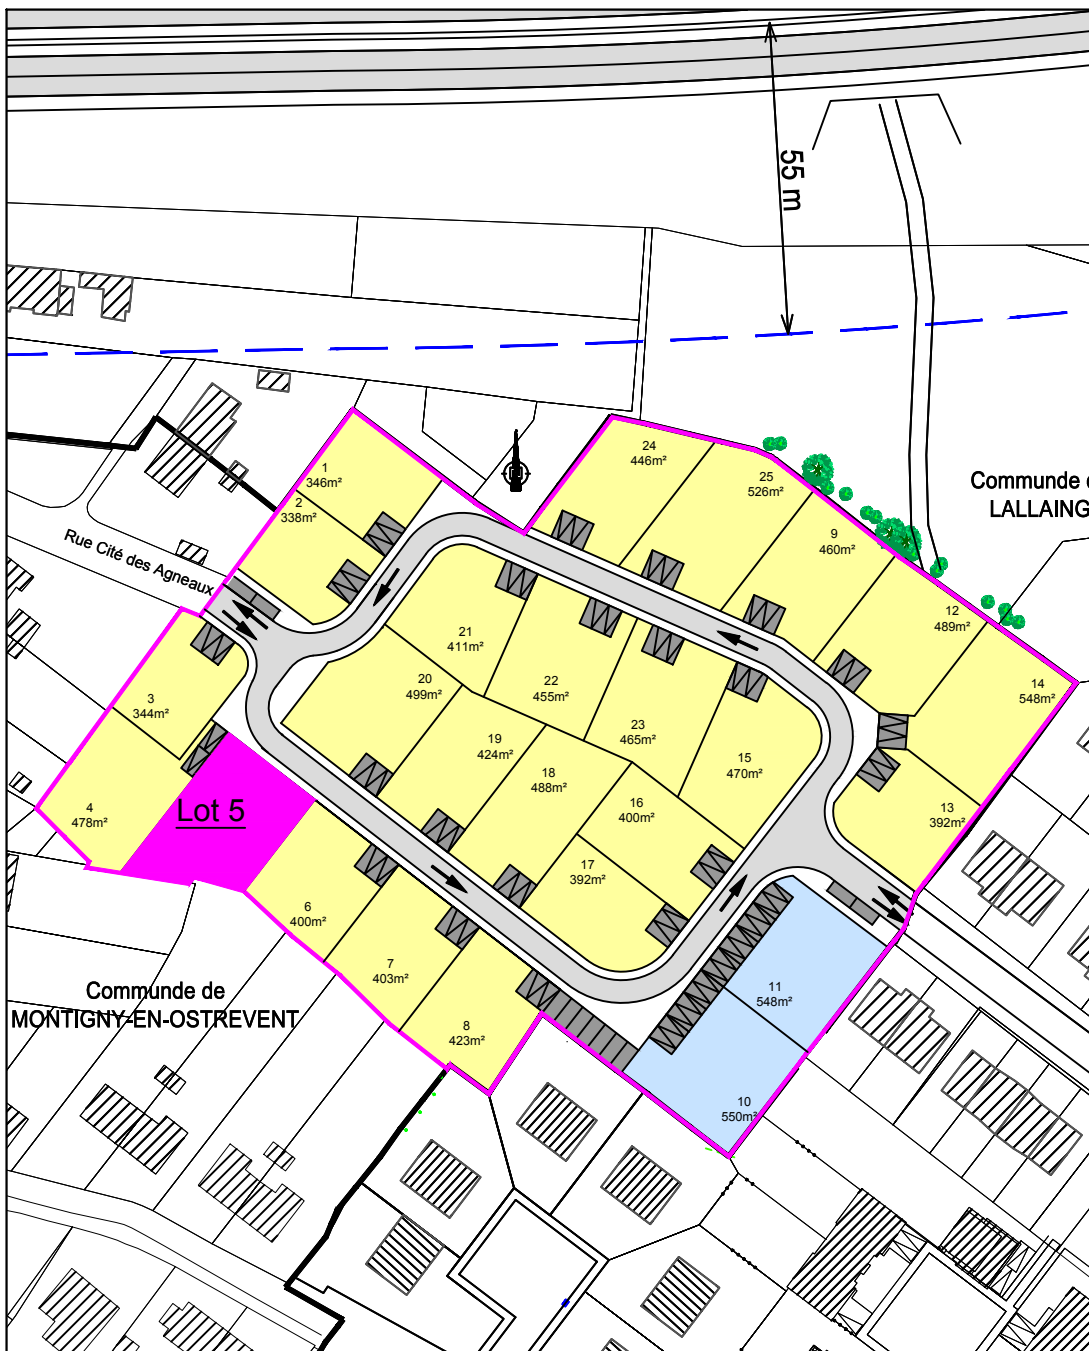 55 m
Communde d
LALLAING
24
446m²
25
526m²
1
346m²
2
338m²
9
460m²
Rue Cité des Agneaux
12
489m²
21
411m²
14
548m²
20
499m²
22
455m²
3
344m²
23
465m²
19
424m²
15
470m²
18
488m²
16
400m²
4
478m²
Lot 5
13
392m²
17
392m²
6
400m²
7
403m²
11
548m²
Communde de
MONTIGNY-EN-OSTREVENT
8
423m²
10
550m²